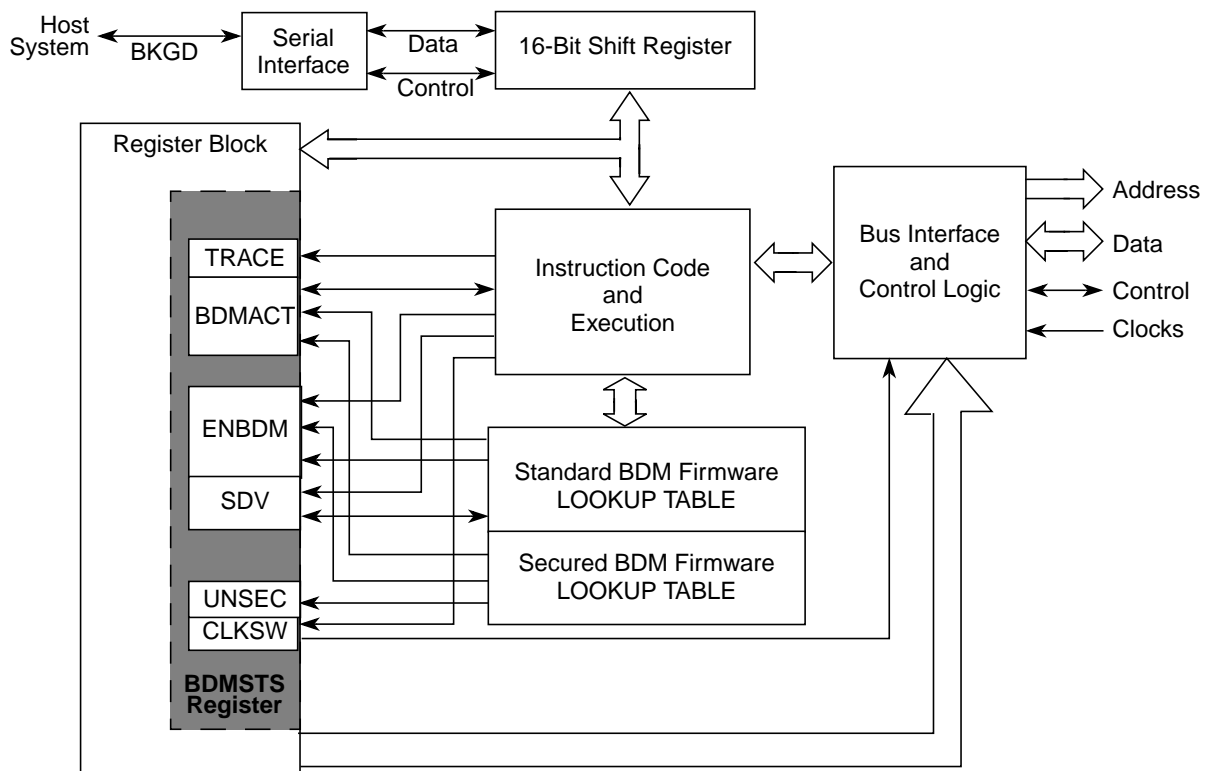 Host
System
BKGD
Serial
Interface
Data
Control
16-Bit Shift Register
Register Block
TRACE
BDMACT
ENBDM
SDV
UNSEC
CLKSW
BDMSTS
Register
Instruction Code
and
Execution
Standard BDM Firmware
LOOKUP TABLE
Secured BDM Firmware
LOOKUP TABLE
Bus Interface
and
Control Logic
Address
Data
Control
Clocks